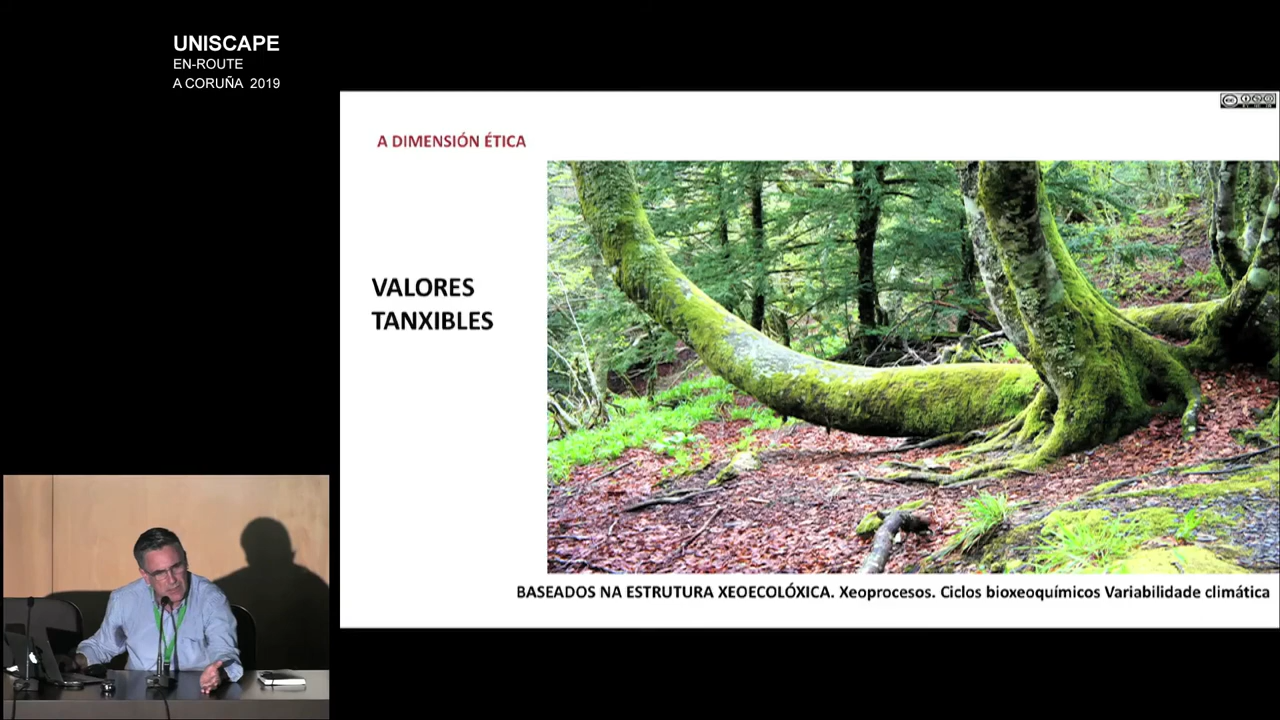 UNISCAPE
EN-ROUTE
A CORUÑA 2019
A DIMENSIÓN ÉTICA
VALORES
TANXIBLES
BASEADOS NA ESTRUTURA XEOECOLÓXICA. Xeoprocesos. Ciclos bioxeoquímicos Variabilidade climática